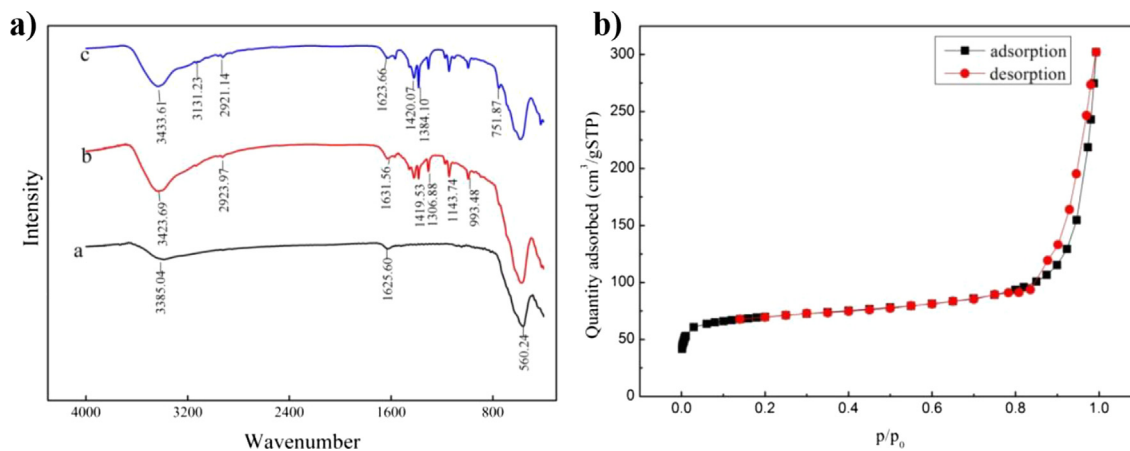 a)
Intensity
c
3433.61
3131.23
2921.14
1623.66
1420.07
1384.10
751.87
b
3423.69
2923.97
1631.56
1419.53
1306.88
1143.74
993.48
a
3385.04
1625.60
560.24
4000 3200 2400 1600 800
Wavenumber
b)
Quantity adsorbed (cm³/gSTP)
adsorption
desorption
300
250
200
150
100
50
0
0.0 0.2 0.4 0.6 0.8 1.0
p/p₀